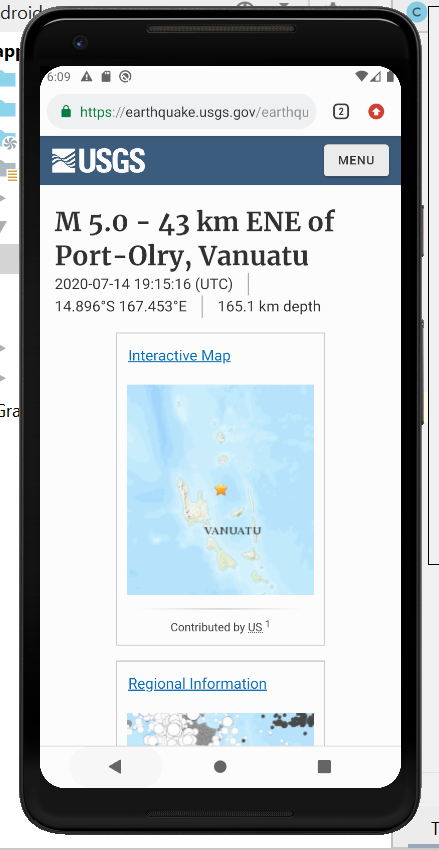 droid
app
6:09
https://earthquake.usgs.gov/earthqu
2
USGS
MENU
M 5.0 - 43 km ENE of
Port-Olry, Vanuatu
2020-07-14 19:15:16 (UTC)
14.896°S 167.453°E
165.1 km depth
Interactive Map
VANUATU
Contributed by US 1
Regional Information
Gra
C
T